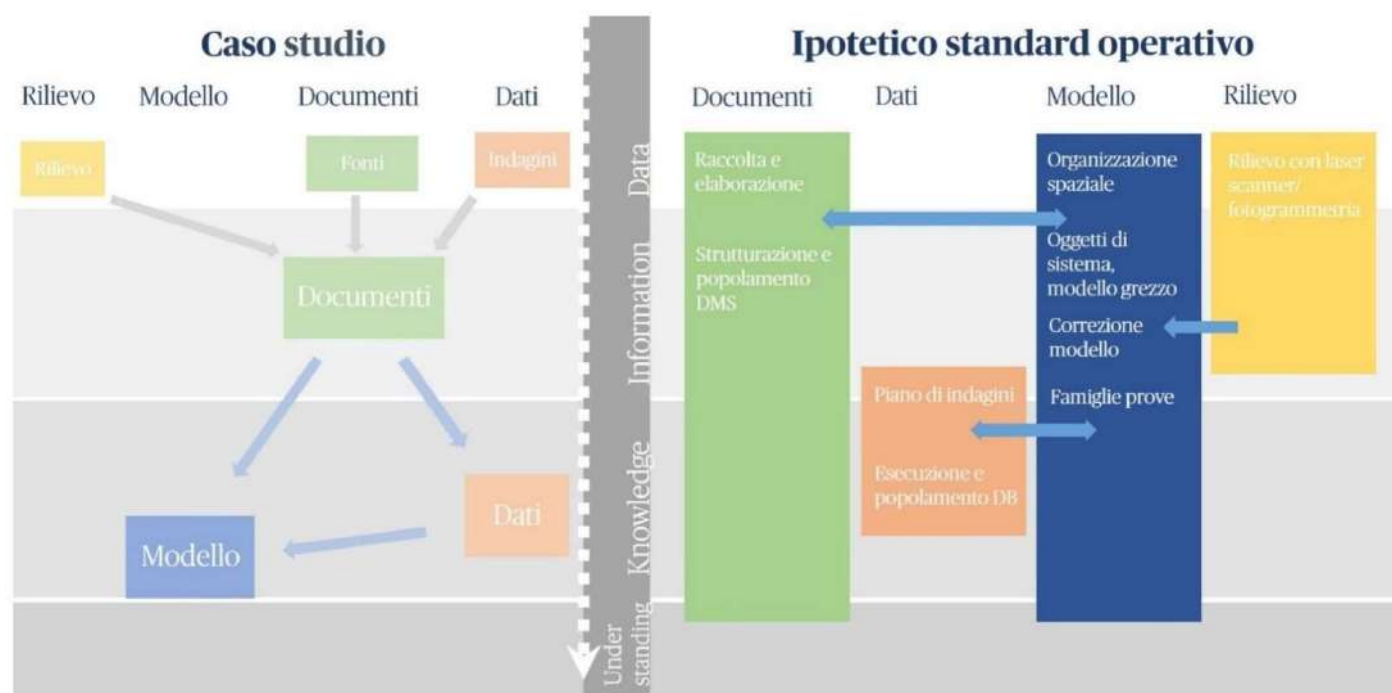 Caso studio
Rilievo
Modello
Documenti
Dati
Rilievo
Fonti
Indagini
Documenti
Dati
Modello
Data
Information
Knowledge
Under
standing
Ipotetico standard operativo
Documenti
Dati
Modello
Rilievo
Raccolta e
elaborazione
Strutturazione e
popolamento
DMS
Piano di indagini
Esecuzione e
popolamento DB
Organizzazione
spaziale
Oggetti di
sistema,
modello grezzo
Correzione
modello
Famiglie prove
Rilievo con laser
scanner/
fotogrammetria